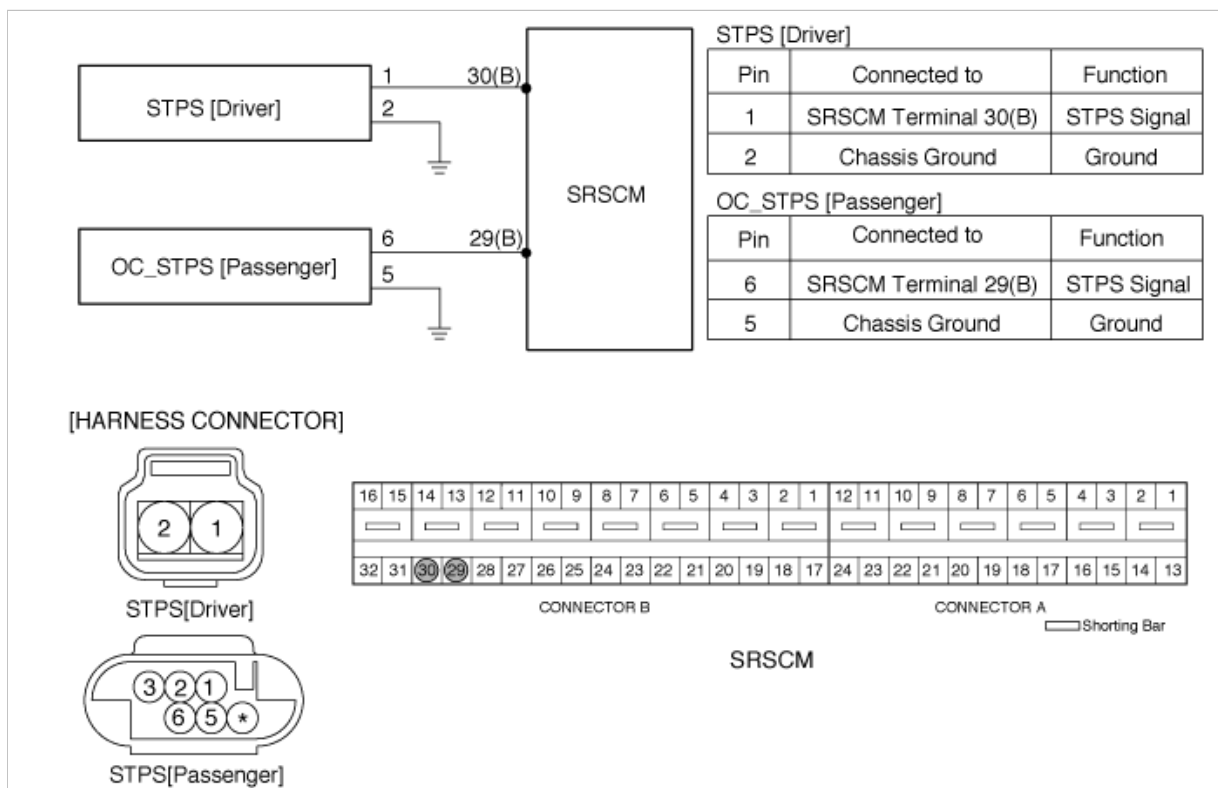 STPS [Driver]
1
30(B)
2
SRSCM
OC_STPS [Passenger]
6
29(B)
5
STPS [Driver]
Pin Connected to Function
1 SRSCM Terminal 30(B) STPS Signal
2 Chassis Ground Ground
OC_STPS [Passenger]
Pin Connected to Function
6 SRSCM Terminal 29(B) STPS Signal
5 Chassis Ground Ground
[HARNESS CONNECTOR]
2 1
STPS[Driver]
3 2 1
6 5 *
STPS[Passenger]
16 15 14 13 12 11 10 9 8 7 6 5 4 3 2 1 12 11 10 9 8 7 6 5 4 3 2 1
32 31 30 29 28 27 26 25 24 23 22 21 20 19 18 17 24 23 22 21 20 19 18 17 16 15 14 13
CONNECTOR B CONNECTOR A
Shorting Bar
SRSCM